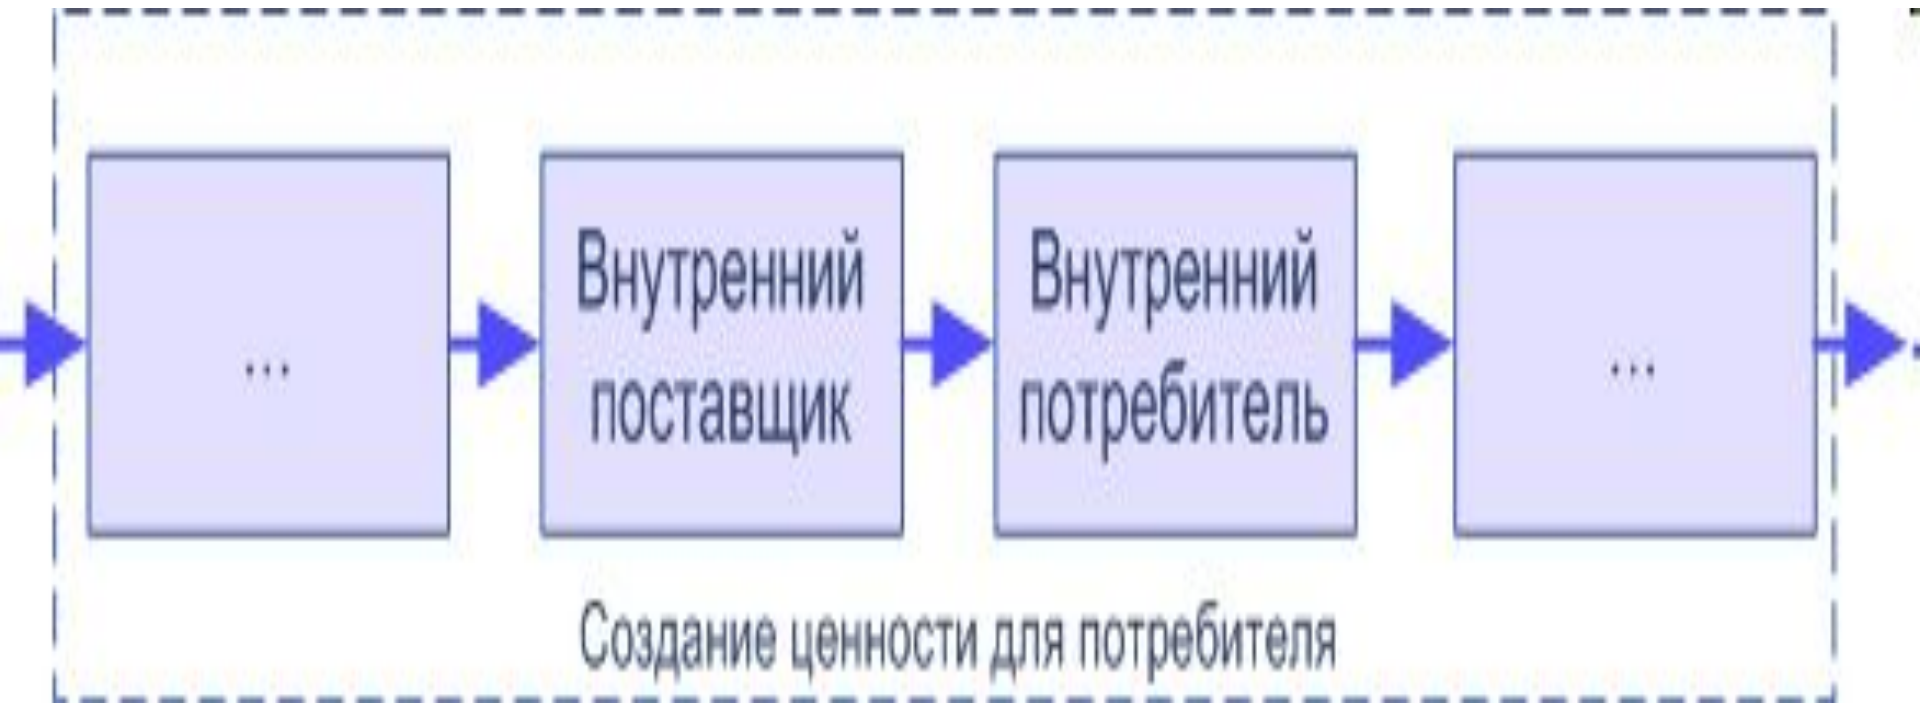 ...
Внутренний
поставщик
Внутренний
потребитель
...
Создание ценности для потребителя